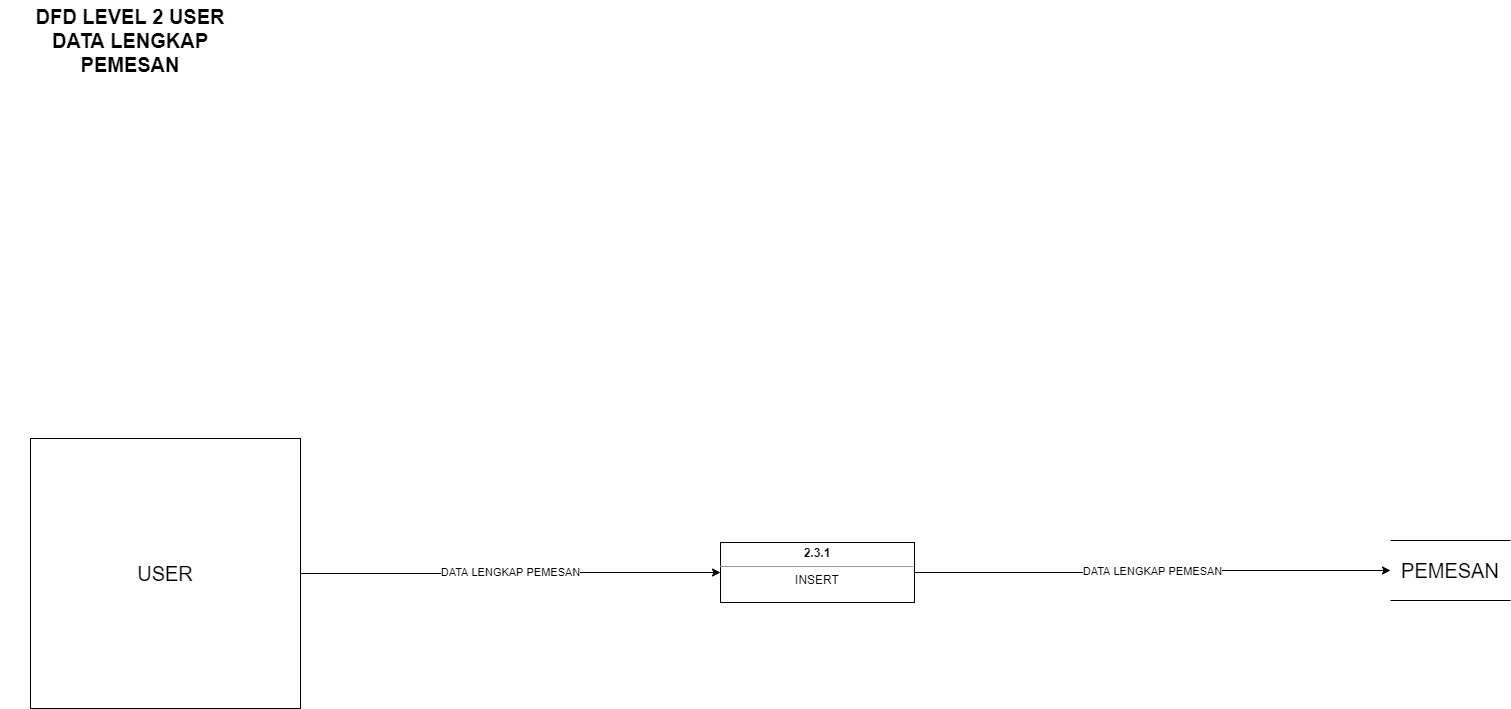 DFD LEVEL 2 USER
DATA LENGKAP
PEMESAN
USER
DATA LENGKAP PEMESAN
2.3.1
INSERT
DATA LENGKAP PEMESAN
PEMESAN